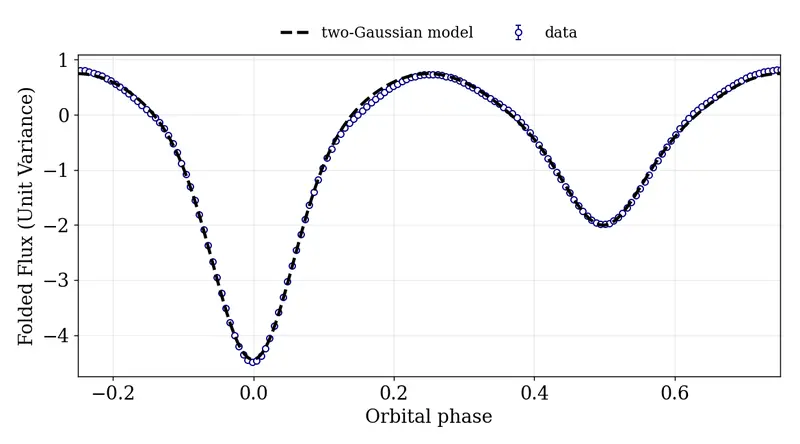 two-Gaussian model data
1
0
−1
−2
−3
−4
Folded Flux (Unit Variance)
−0.2 0.0 0.2 0.4 0.6
Orbital phase